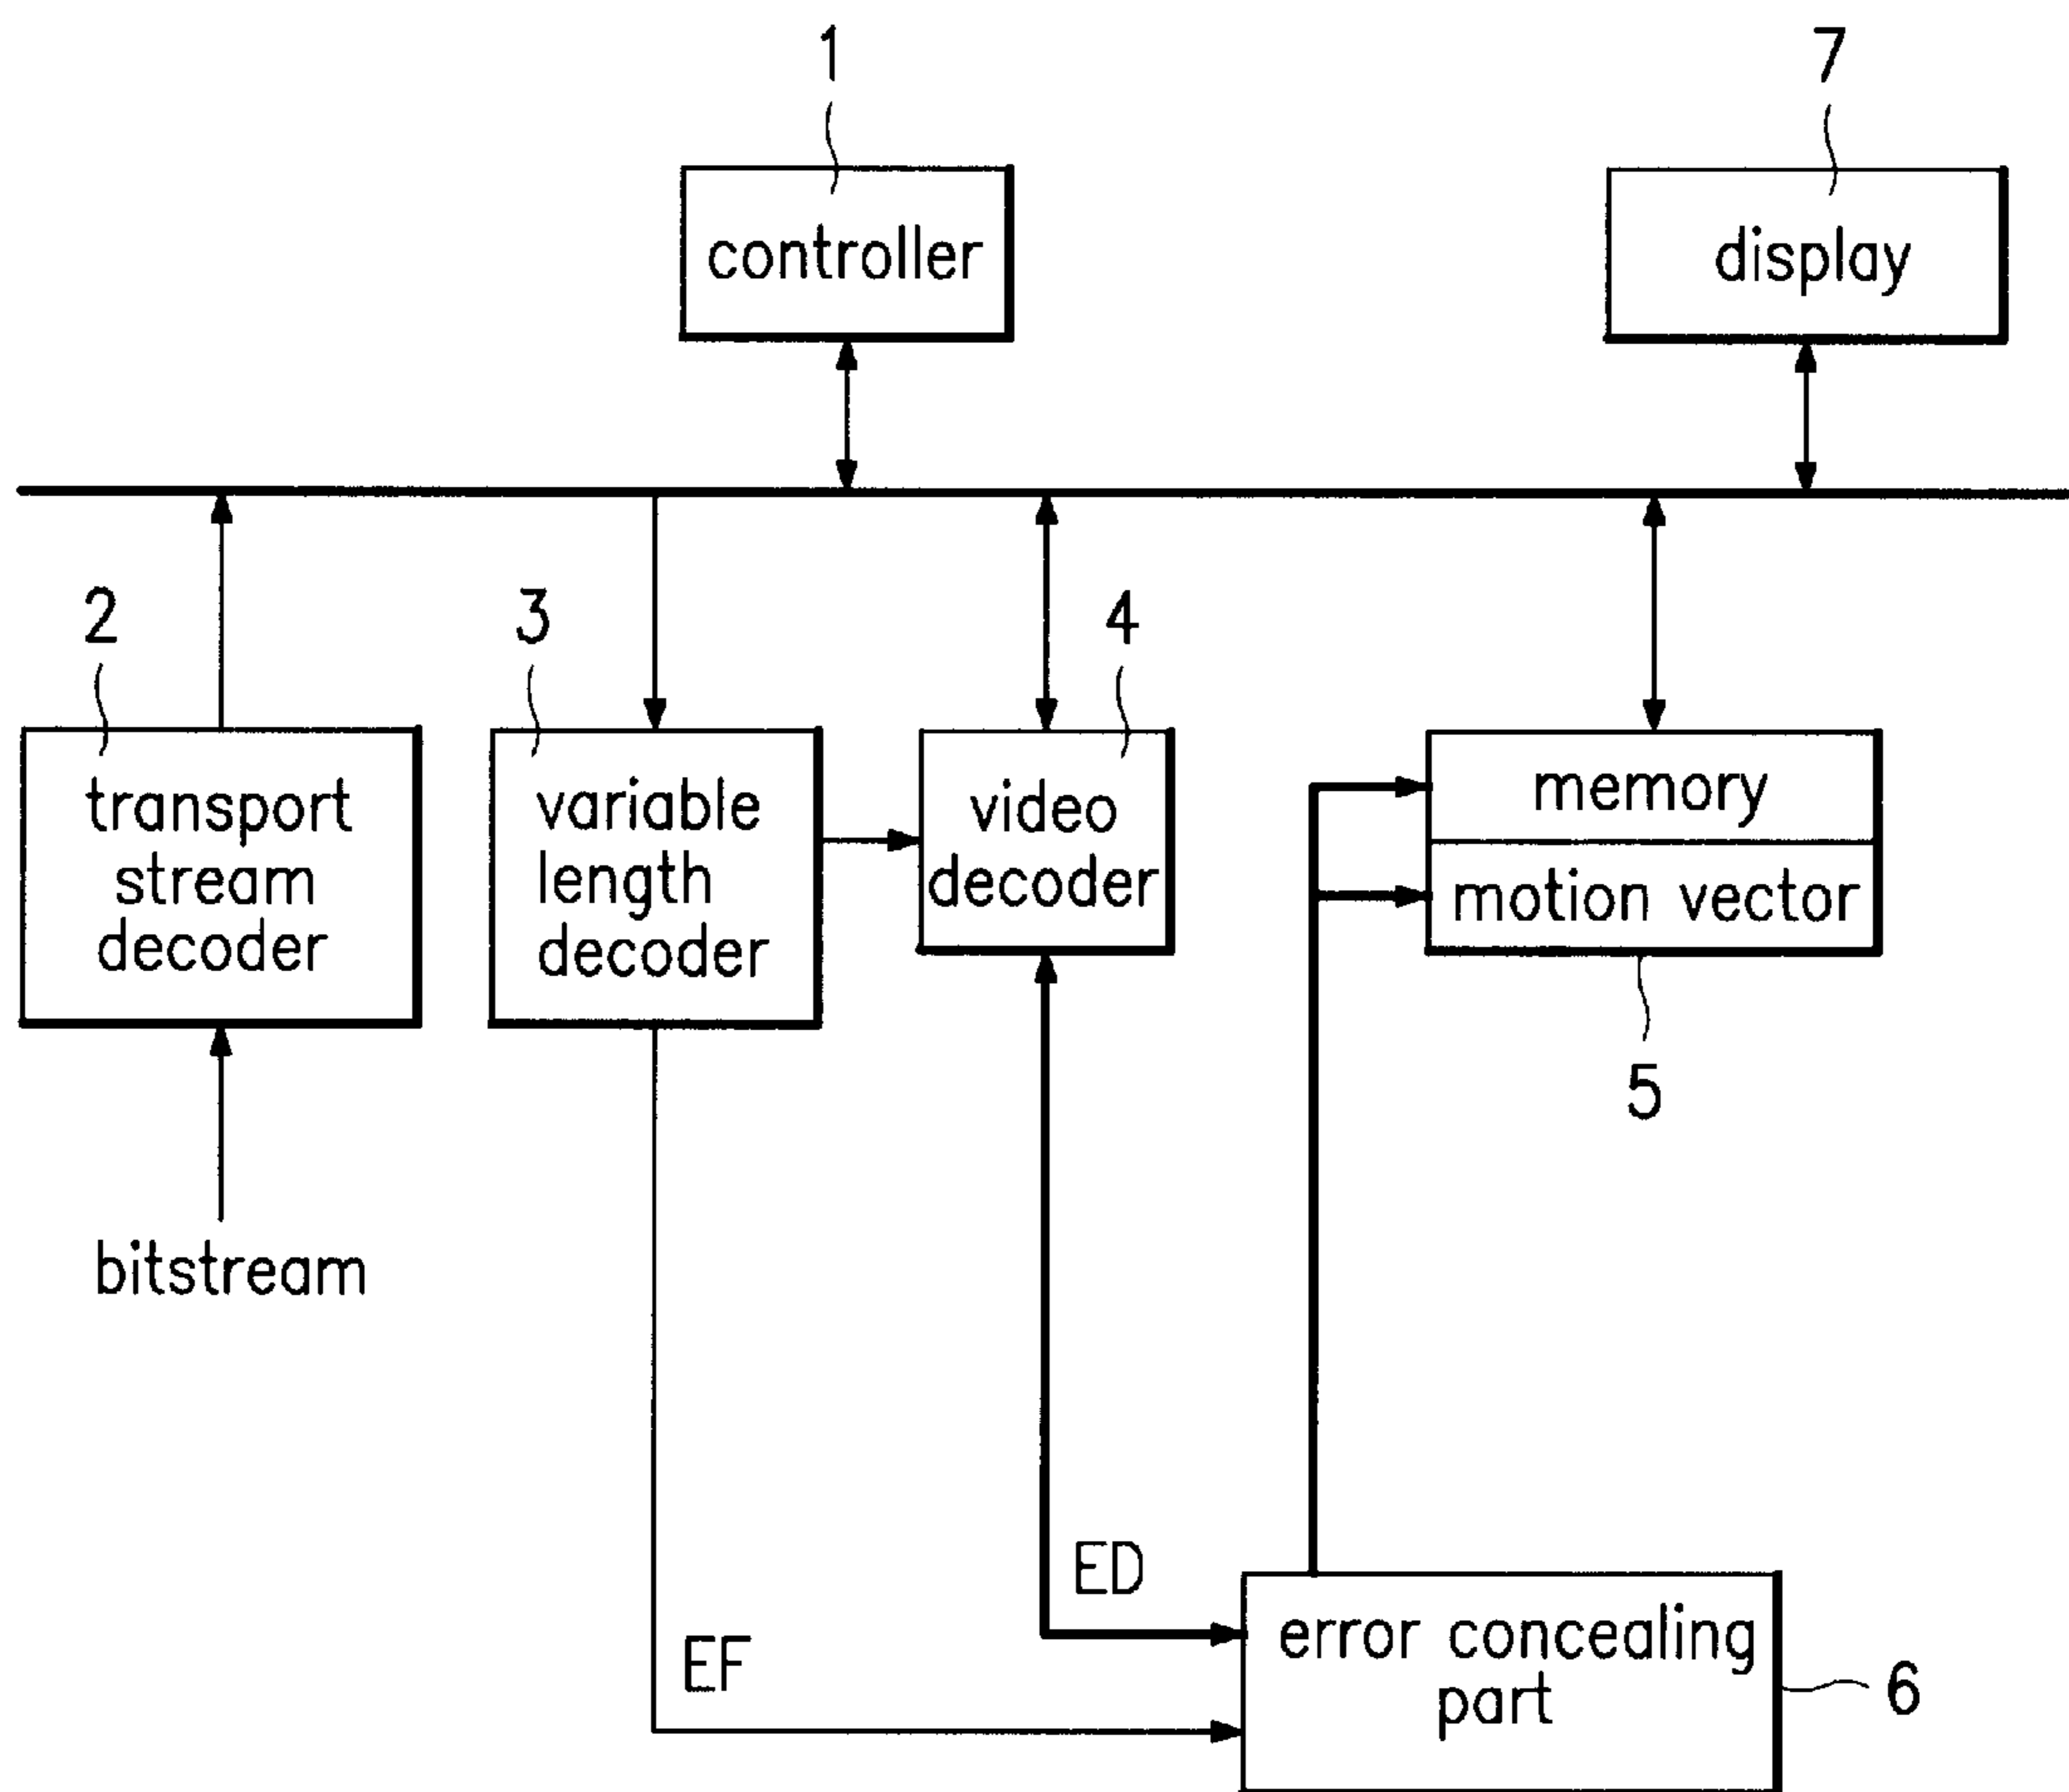 1
7
controller
display
2
3
4
transport
stream
decoder
variable
length
decoder
video
decoder
memory
motion vector
5
bitstream
ED
EF
error concealing
part
6